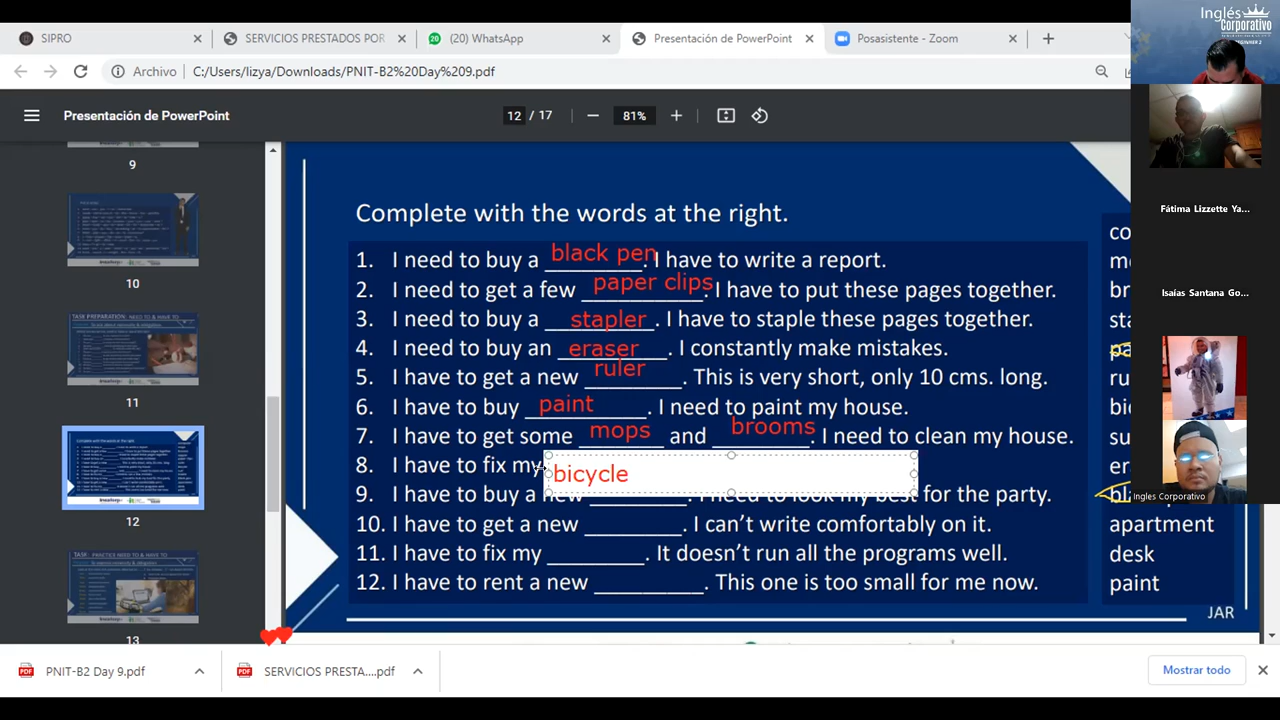 SIPRO
SERVICIOS PRESTADOS POR
(20) WhatsApp
Presentación de PowerPoint
Posasistente - Zoom
Archivo C:/Users/lizya/Downloads/PNIT-B2%20Day%209.pdf
Presentación de PowerPoint
12 / 17
81%
9
10
11
12
13
Complete with the words at the right.
1. I need to buy a black pen. I have to write a report.
2. I need to get a few paper clips. I have to put these pages together.
3. I need to buy a stapler. I have to staple these pages together.
4. I need to buy eraser. I constantly make mistakes.
5. I have to get a new ruler. This is very short, only 10 cms. long.
6. I have to buy paint. I need to paint my house.
7. I have to get some mops and brooms. I need to clean my house.
8. I have to fix my bicycle
9. I have to buy a new ________. I need to look my best for the party.
10. I have to get a new ________. I can’t write comfortably on it.
11. I have to fix my ________. It doesn’t run all the programs well.
12. I have to rent a new _________. This one is too small for me now.
apartment
desk
paint
JAR
Inglés
Corporativo
Fátima Lizzette Ya...
Isaías Santana Go...
Ingles Corporativo
PNIT-B2 Day 9.pdf
SERVICIOS PRESTA....pdf
Mostrar todo